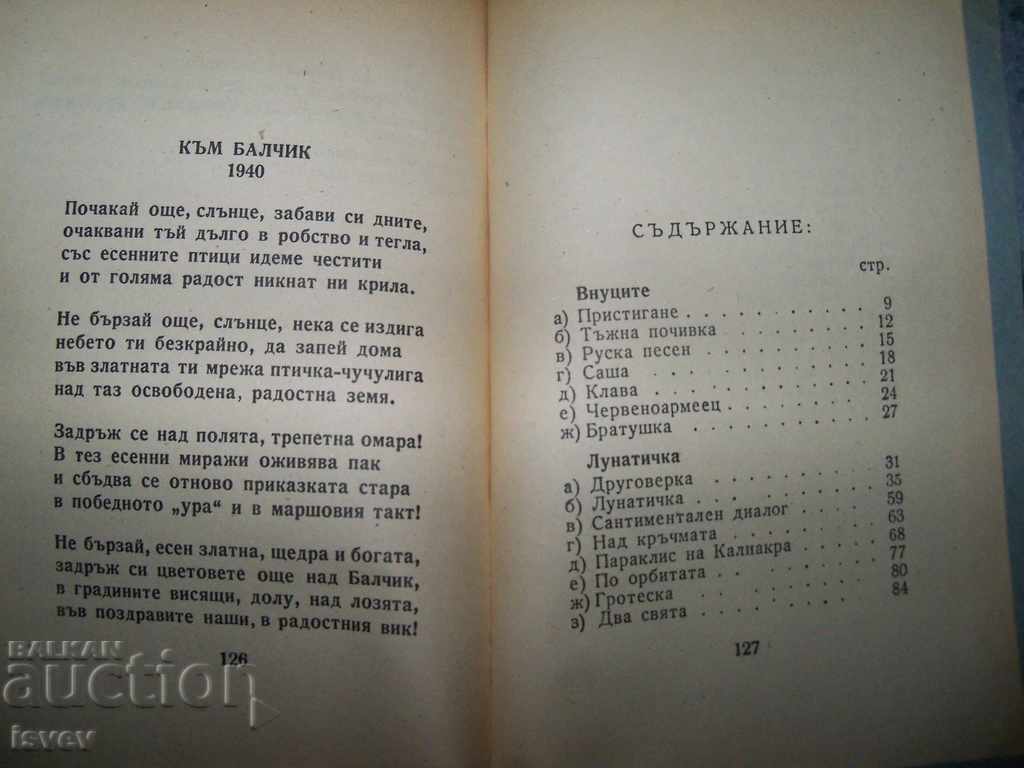 КЪМ БАЛЧИК
1940
Почакай още, слънце, забави си дните,
очаквани тъй дълго в робство и тегла,
със есенните птици идеме честити
и от голяма радост никнат ни крила.
Не бързай още, слънце, нека се издига
небето ти безкрайно, да запей дома
във златната ти мрежа птичка-чучулига
над таз освободена, радостна земя.
Задръж се над полята, трепетна омара!
В тез есенни миражи оживява пак
и сбъдва се отново приказката стара
в победното „ура“ и в маршовия такт!
Не бързай, есен златна, щедра и богата,
задръж си цветовете още над Балчик,
в градините висящи, долу, над лозята,
във поздравите наши, в радостния вик!
126
СЪДЪРЖАНИЕ:
стр.
Внуците
а) Пристигане . . . . . . . . . . . 9
б) Тъжна почивка . . . . . . . . . 12
в) Руска песен . . . . . . . . . . 15
г) Саша . . . . . . . . . . . . 18
д) Клава . . . . . . . . . . . . 21
е) Червеноармеец . . . . . . . . . 24
ж) Братушка . . . . . . . . . . . 27
Лунатичка
а) Друговерка . . . . . . . . . . 31
б) Лунатичка . . . . . . . . . . 35
в) Сантиментален диалог . . . . . . 59
г) Над кръчмата . . . . . . . . . 63
д) Параклис на Калиакра . . . . . . 68
е) По орбитата . . . . . . . . . . 77
ж) Гротеска . . . . . . . . . . . 80
з) Два свята . . . . . . . . . . . 84
127
BALKAN
auction
isvev